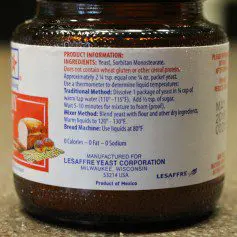 PRODUCT INFORMATION:
INGREDIENTS: Yeast, Sorbitan Monostearate.
Does not contain wheat gluten or other cereal protein.
Approximately 2 ¼ tsp. equal one ¼ oz. packet yeast.
Use a thermometer to determine liquid temperatures:
Traditional Method: Dissolve 1 package of yeast in ¼ cup of
warm tap water (110°-115°F). Add ½ tsp. of sugar.
Wait 5-10 minutes to foam (proof).
Mixer Method: Blend yeast with flour and other dry ingredients,
Warm liquids to 120° - 130°F.
Bread Machine: Use liquids at 80°F
0 Calories • 0 Fat • 0 Sodium
MANUFACTURED FOR
LESAFFRE YEAST CORPORATION
MILWAUKEE, WISCONSIN
53214 USA
LESAFFRE
Product of Mexico